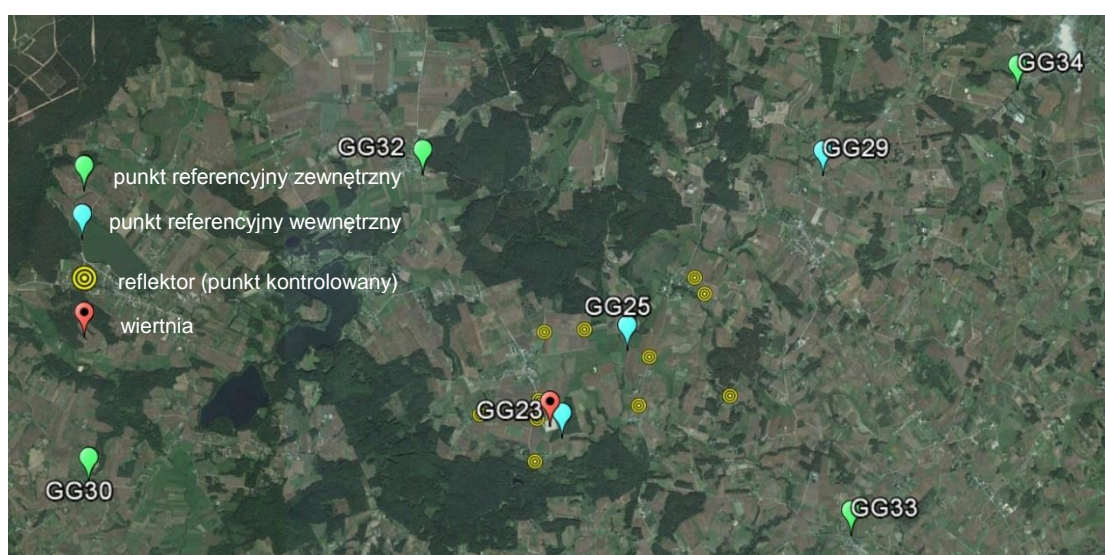 GG34
GG32
GG29
punkt referencyjny zewnętrzny
punkt referencyjny wewnętrzny
reflektor (punkt kontrolowany)
GG25
wiertnia
GG23
GG30
GG33